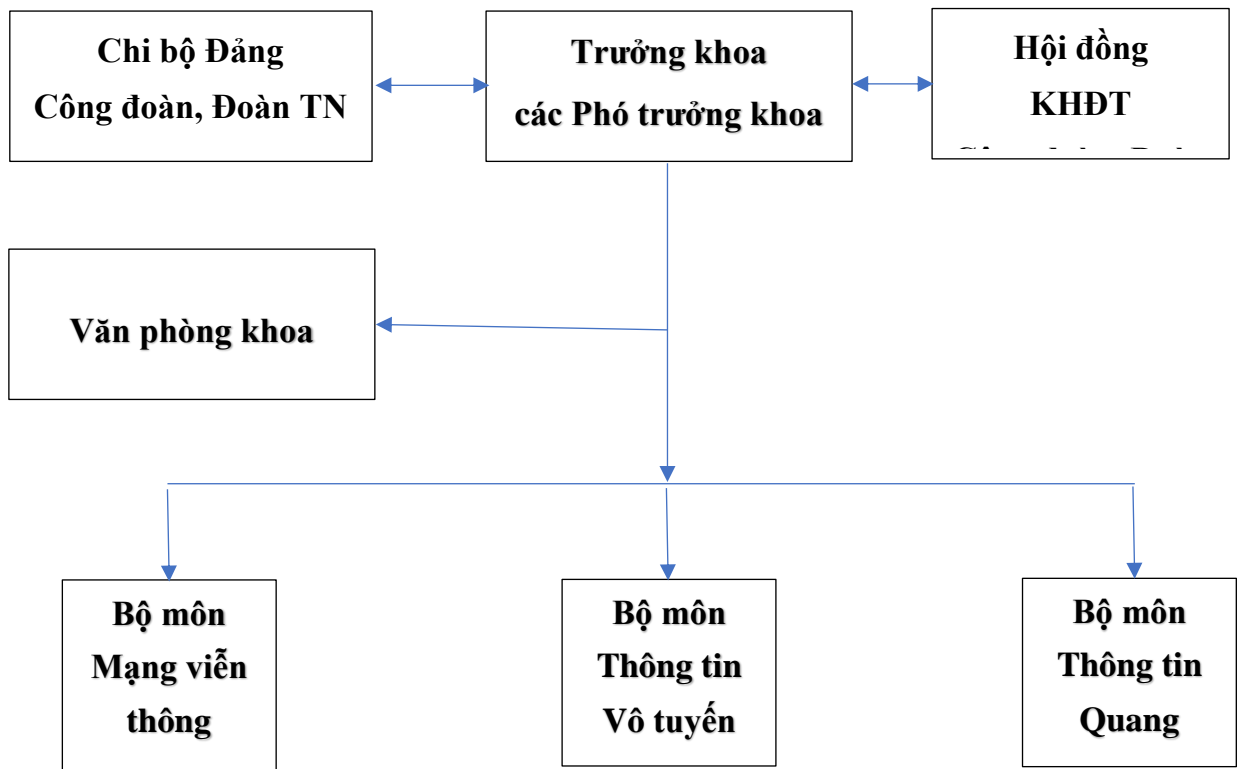 Chi bộ Đảng
Công đoàn, Đoàn TN
Trưởng khoa
các Phó trưởng khoa
Hội đồng
KHĐT
Văn phòng khoa
Bộ môn
Mạng viễn
thông
Bộ môn
Thông tin
Vô tuyến
Bộ môn
Thông tin
Quang